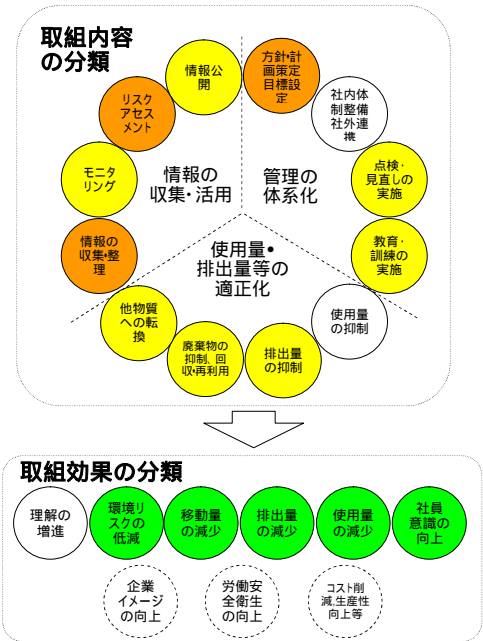 取組内容
の分類
情報公
開
方針・計
画策定
目標設
定
リスク
アセス
メント
社内体
制整備
社外連
携
モニタ
リング
情報の
収集・活用
管理の
体系化
点検・
見直しの
実施
情報の
収集・整
理
使用量・
排出量等の
適正化
教育・
訓練の
実施
他物質
への転
換
廃棄物の
抑制、回
収・再利用
排出量
の抑制
使用量
の抑制
取組効果の分類
理解の
増進
環境リ
スクの
低減
移動量
の減少
排出量
の減少
使用量
の減少
社員
意識の
向上
企業
イメージ
の向上
労働安
全衛生
の向上
コスト削
減,生産性
向上等